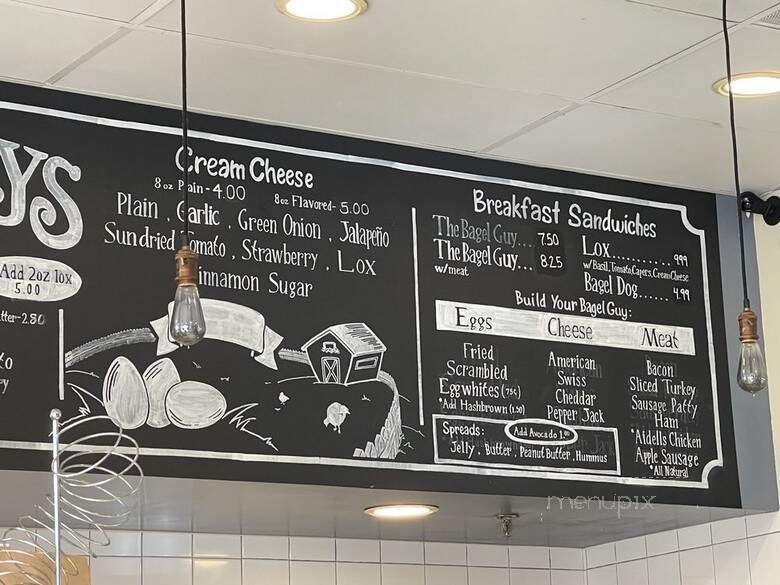 YS
Add 2oz lox
5.00
tter-2.80
Cream Cheese
8oz Plain-4.00 8oz Flavored-5.00
Plain, Garlic, Green Onion, Jalapeño
Sundried omato, Strawberry, Lox
innamon Sugar
Breakfast Sandwiches
The Bagel Guy... 7.50
The Bagel Guy... 8.25
w/meat
Lox........... 9.99
w/Basil, Tomato, Capers, Cream Cheese
Bagel Dog...... 4.99
Build Your Bagel Guy:
Eggs Cheese Meat
Fried
Scrambled
Eggwhites (75¢)
*Add Hashbrown (1.50)
American
Swiss
Cheddar
Pepper Jack
Bacon
Sliced Turkey
Sausage Patty
Ham
*Aidells Chicken
Apple Sausage
*All Natural
Spreads: Add Avocado
Jelly, Butter, Peanut Butter, Hummus
menupix